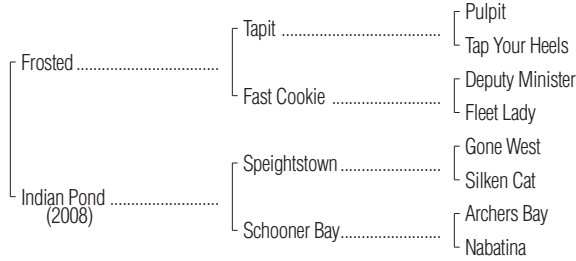 Pulpit
Tapit ........................................
Tap Your Heels
Frosted ....................................
Deputy Minister
Fast Cookie ...........................
Fleet Lady
Gone West
Speightstown.........................
Silken Cat
Indian Pond ...........................
(2008)
Archers Bay
Schooner Bay.........................
Nabatina